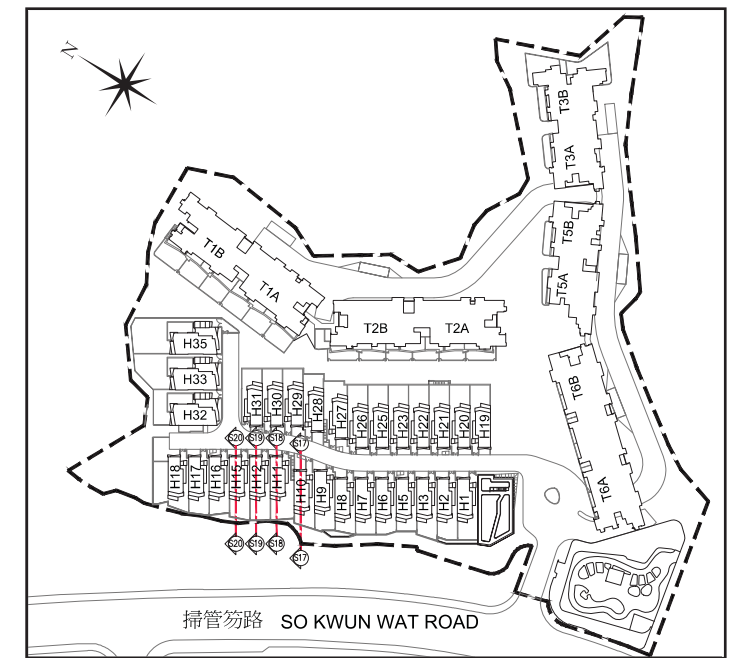 N
T3B
T3A
T5B
T5A
T1B
T1A
T2B
T2A
T6B
T6A
H35
H33
H32
H31
H30
H29
H28
H27
H26
H25
H23
H22
H21
H20
H19
S20
S19
S18
S17
H18
H17
H16
H15
H12
H11
H10
H9
H8
H7
H6
H5
H3
H2
H1
S20
S19
S18
S17
掃管笏路 SO KWUN WAT ROAD